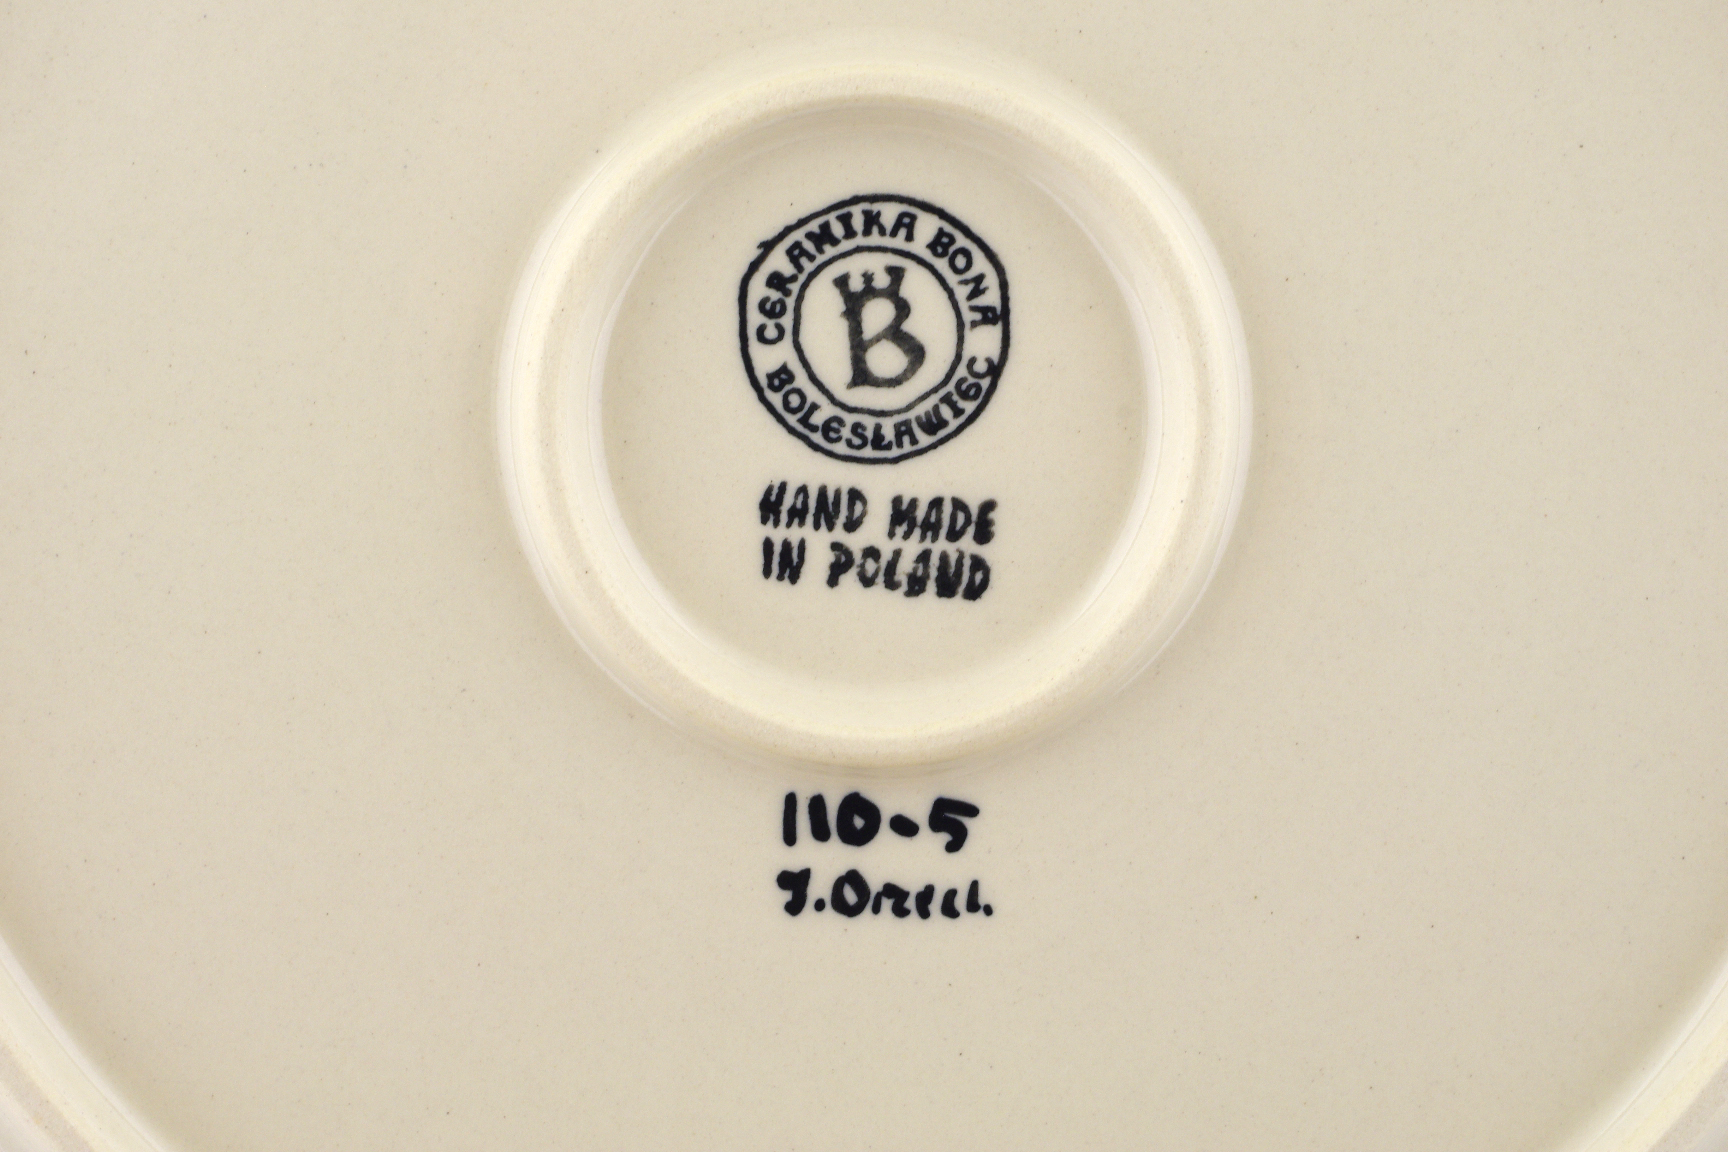 CERAMIKA BONA
B
BOLESŁAWIEC
HAND MADE
IN POLAND
110-5